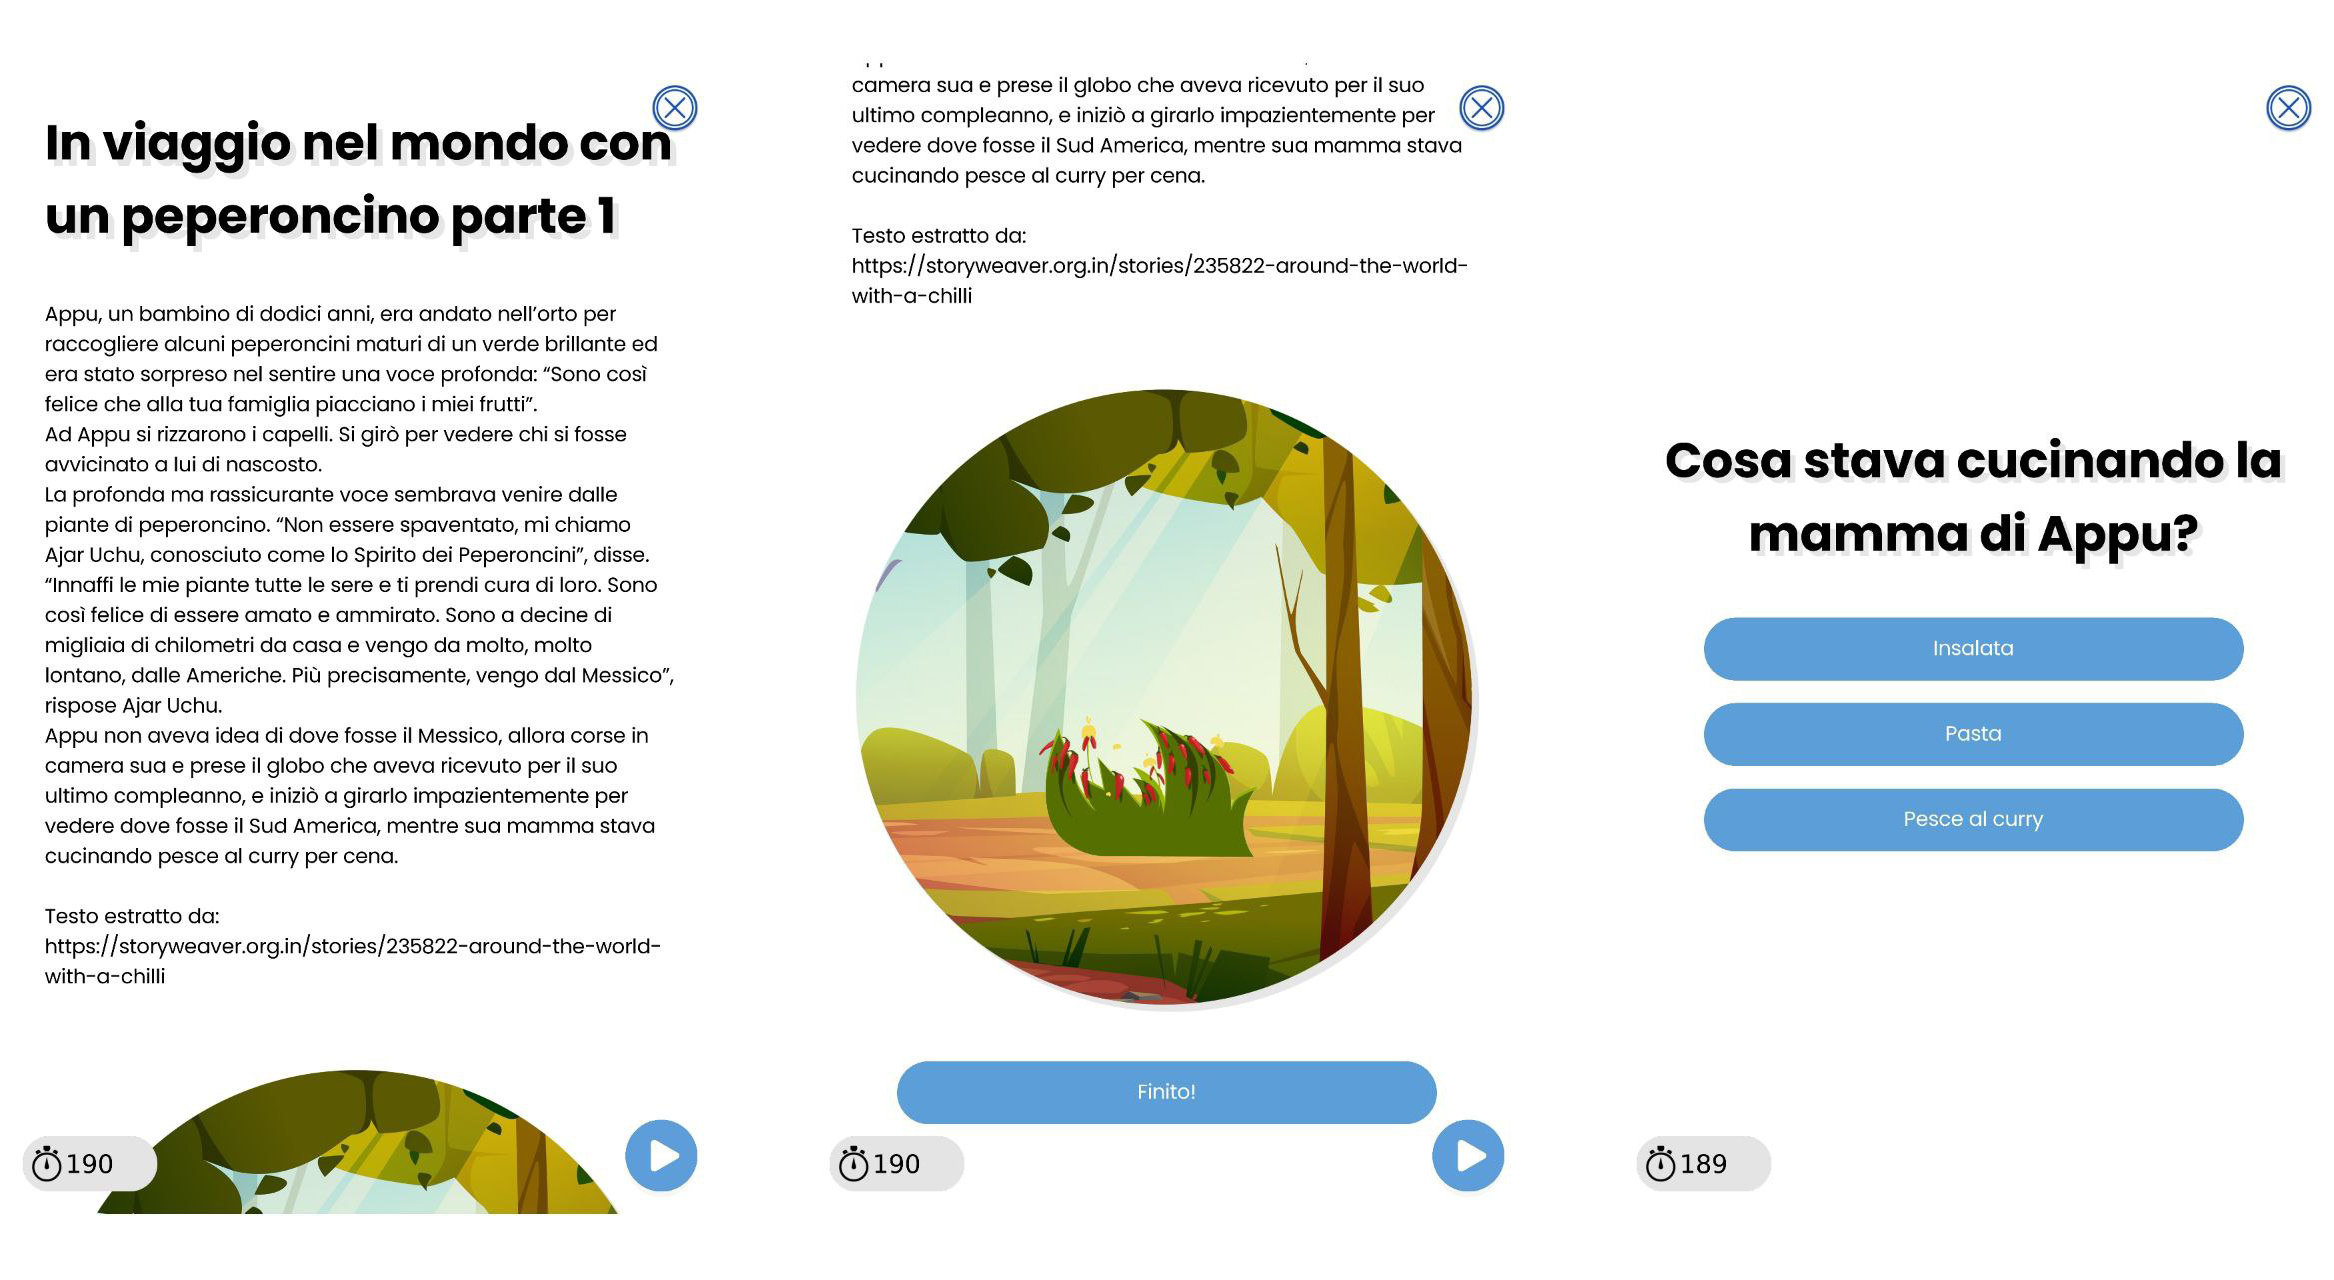 In viaggio nel mondo con
un peperoncino parte 1
Appu, un bambino di dodici anni, era andato nell’orto per
raccogliere alcuni peperoncini maturi di un verde brillante ed
era stato sorpreso nel sentire una voce profonda: “Sono così
felice che alla tua famiglia piacciano i miei frutti”.
Ad Appu si rizzarono i capelli. Si girò per vedere chi si fosse
avvicinato a lui di nascosto.
La profonda ma rassicurante voce sembrava venire dalle
piante di peperoncino. “Non essere spaventato, mi chiamo
Ajar Uchu, conosciuto come lo Spirito dei Peperoncini”, disse.
“Innaffi le mie piante tutte le sere e ti prendi cura di loro. Sono
così felice di essere amato e ammirato. Sono a decine di
migliaia di chilometri da casa e vengo da molto, molto
lontano, dalle Americhe. Più precisamente, vengo dal Messico”,
rispose Ajar Uchu.
Appu non aveva idea di dove fosse il Messico, allora corse in
camera sua e prese il globo che aveva ricevuto per il suo
ultimo compleanno, e iniziò a girarlo impazientemente per
vedere dove fosse il Sud America, mentre sua mamma stava
cucinando pesce al curry per cena.
Testo estratto da:
https://storyweaver.org.in/stories/235822-around-the-world-
with-a-chilli
190
camera sua e prese il globo che aveva ricevuto per il suo
ultimo compleanno, e iniziò a girarlo impazientemente per
vedere dove fosse il Sud America, mentre sua mamma stava
cucinando pesce al curry per cena.
Testo estratto da:
https://storyweaver.org.in/stories/235822-around-the-world-
with-a-chilli
Finito!
190
Cosa stava cucinando la
mamma di Appu?
Insalata
Pasta
Pesce al curry
189